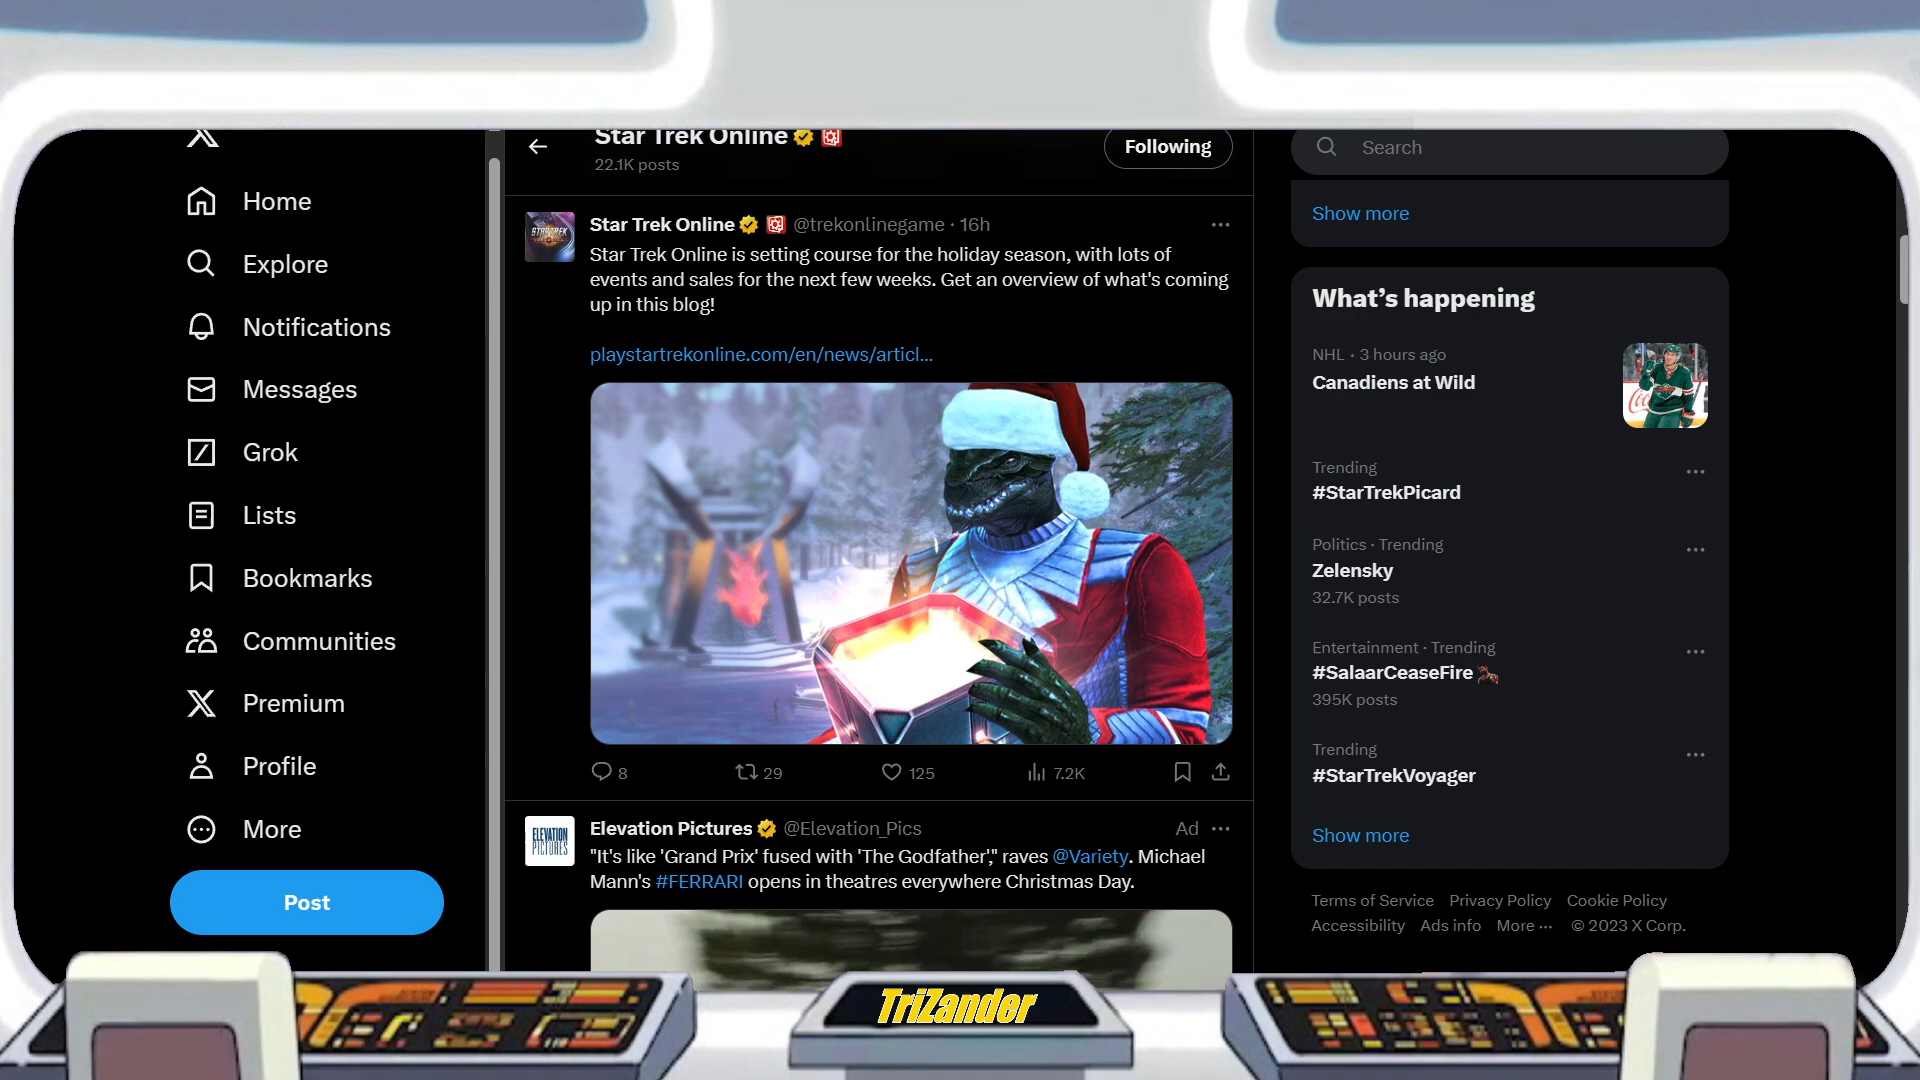 Home
Explore
Notifications
Messages
Grok
Lists
Bookmarks
Communities
Premium
Profile
More
Post
Star Trek Online
22.1K posts
Following
Star Trek Online @trekonlinegame · 16h
Star Trek Online is setting course for the holiday season, with lots of
events and sales for the next few weeks. Get an overview of what's coming
up in this blog!
playstartrekonline.com/en/news/articl...
8 29 125 7.2K
Elevation Pictures @Elevation_Pics Ad
ELEVATION
PICTURES
"It's like 'Grand Prix' fused with 'The Godfather'," raves @Variety. Michael
Mann's #FERRARI opens in theatres everywhere Christmas Day.
Search
Show more
What's happening
NHL · 3 hours ago
Canadiens at Wild
Trending
#StarTrekPicard
Politics · Trending
Zelensky
32.7K posts
Entertainment · Trending
#SalaarCeaseFire
395K posts
Trending
#StarTrekVoyager
Show more
Terms of Service Privacy Policy Cookie Policy
Accessibility Ads info More ··· © 2023 X Corp.
TriZander